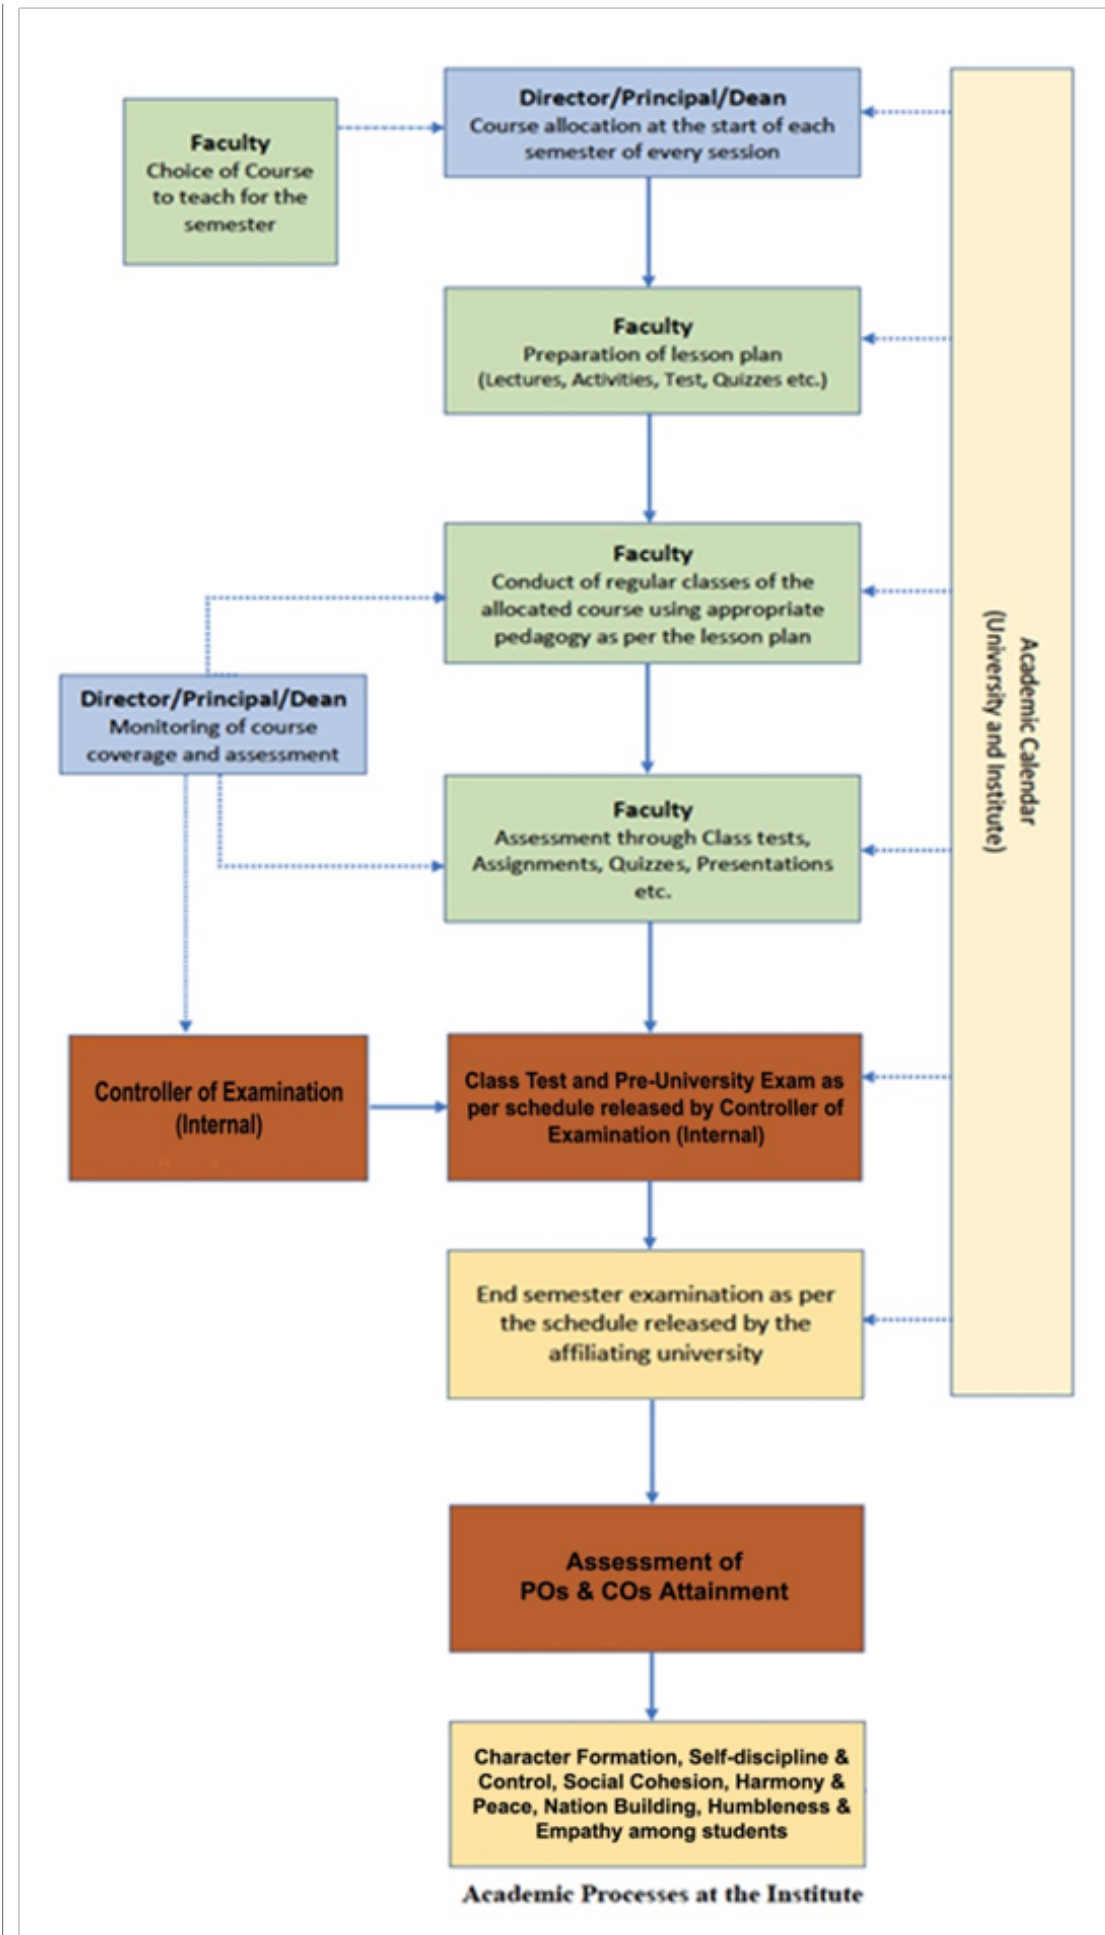 Director/Principal/Dean
Course allocation at the start of each
semester of every session
Faculty
Choice of Course
to teach for the
semester
Faculty
Preparation of lesson plan
(Lectures, Activities, Test, Quizzes etc.)
Faculty
Conduct of regular classes of the
allocated course using appropriate
pedagogy as per the lesson plan
Academic Calendar
(University and Institute)
Director/Principal/Dean
Monitoring of course
coverage and assessment
Faculty
Assessment through Class tests,
Assignments, Quizzes, Presentations
etc.
Controller of Examination
(Internal)
Class Test and Pre-University Exam as
per schedule released by Controller of
Examination (Internal)
End semester examination as per
the schedule released by the
affiliating university
Assessment of
POs & COs Attainment
Character Formation, Self-discipline &
Control, Social Cohesion, Harmony &
Peace, Nation Building, Humbleness &
Empathy among students
Academic Processes at the Institute